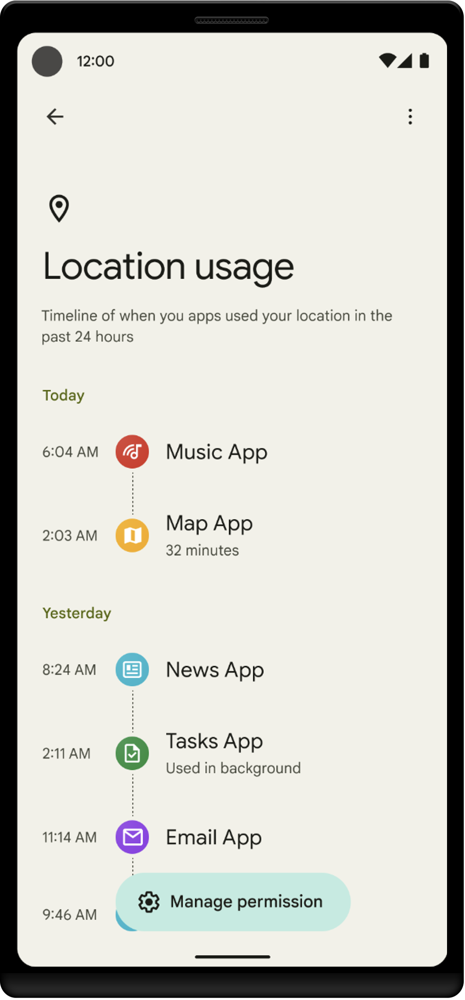 12:00
Location usage
Timeline of when you apps used your location in the
past 24 hours
Today
6:04 AM
Music App
2:03 AM
Map App
32 minutes
Yesterday
8:24 AM
News App
2:11 AM
Tasks App
Used in background
11:14 AM
Email App
9:46 AM
Manage permission